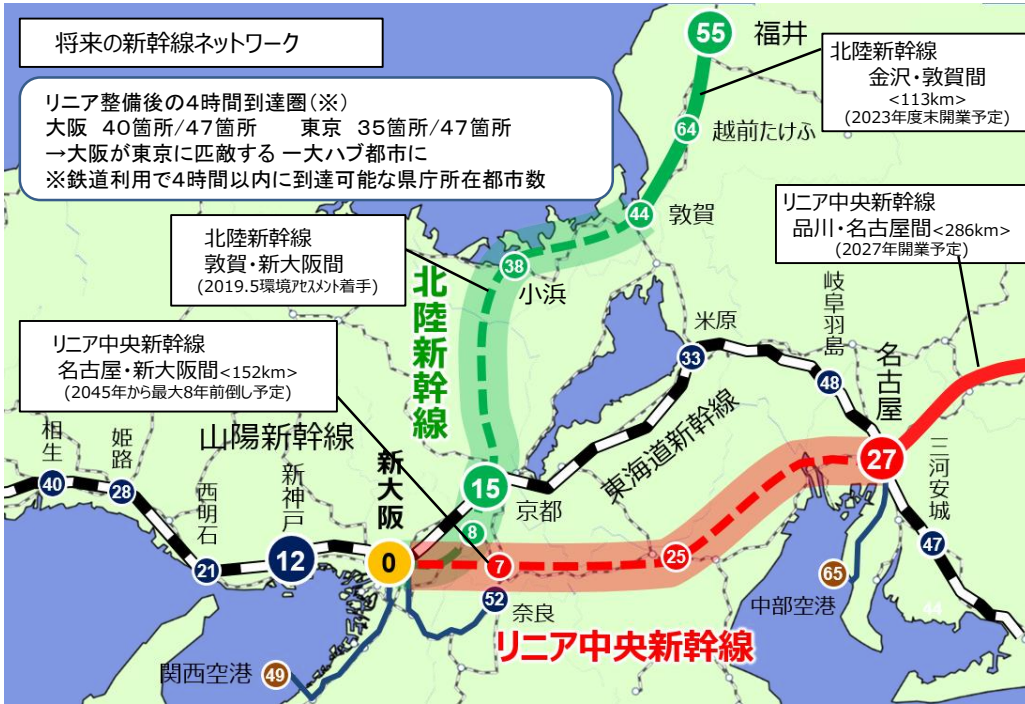 将来の新幹線ネットワーク
リニア整備後の4時間到達圏(※)
大阪 40箇所/47箇所 東京 35箇所/47箇所
→大阪が東京に匹敵する 一大ハブ都市に
※鉄道利用で4時間以内に到達可能な県庁所在都市数
55
福井
北陸新幹線
金沢・敦賀間
<113km>
(2023年度末開業予定)
64
越前たけふ
44
敦賀
リニア中央新幹線
品川・名古屋間<286km>
(2027年開業予定)
北陸新幹線
敦賀・新大阪間
(2019.5環境アセスメント着手)
38
小浜
北陸新幹線
リニア中央新幹線
名古屋・新大阪間<152km>
(2045年から最大8年前倒し予定)
米原
33
岐阜羽島
48
名古屋
27
東海道新幹線
三河安城
47
山陽新幹線
相生
40
姫路
28
西明石
21
新神戸
12
新大阪
0
15
京都
8
7
25
52
奈良
65
中部空港
44
リニア中央新幹線
関西空港
49